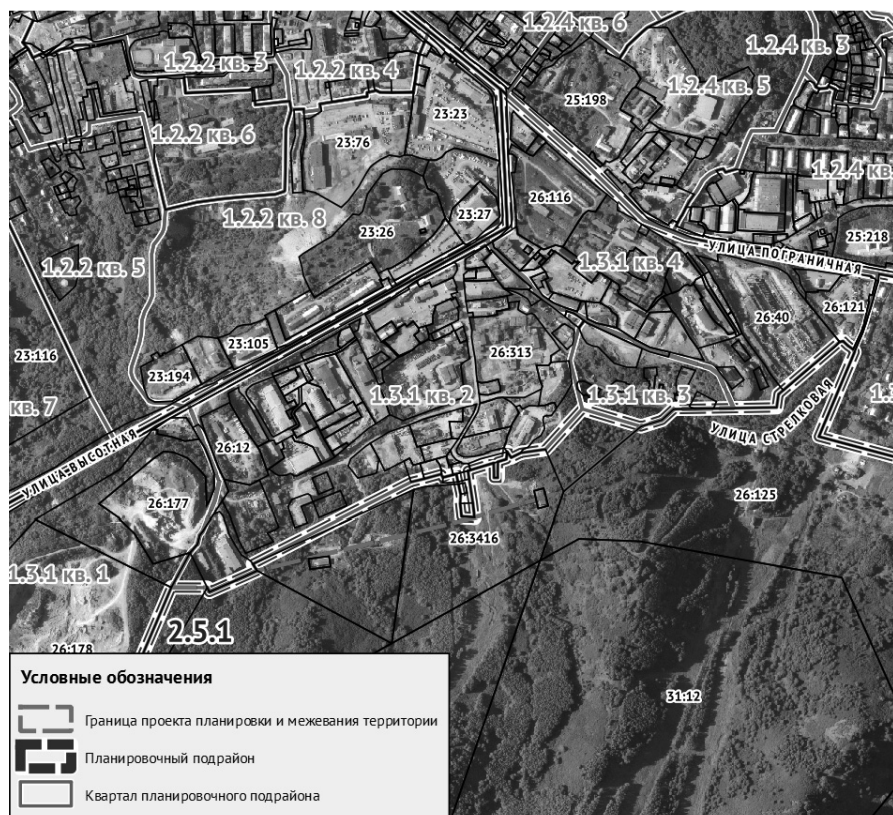 1.2.4 кв. 6
1.2.2 кв. 3
1.2.2 кв. 4
1.2.4 кв. 3
1.2.4 кв. 5
25:198
23:23
1.2.2 кв. 6
23:76
1.2.4 кв.
26:116
23:27
1.2.2 кв. 8
23:26
25:218
УЛИЦА ПОГРАНИЧНАЯ
1.2.2 кв. 5
1.3.1 кв. 4
26:121
26:40
23:105
23:116
26:313
23:194
1.3.1 кв. 2
1.3.1 кв. 3
кв. 7
УЛИЦА СТРЕЛКОВАЯ
26:12
УЛИЦА ВЫСОТНАЯ
26:177
26:125
26:3416
1.3.1 кв. 1
2.5.1
26:178
31:12
Условные обозначения
Граница проекта планировки и межевания территории
Планировочный подрайон
Квартал планировочного подрайона